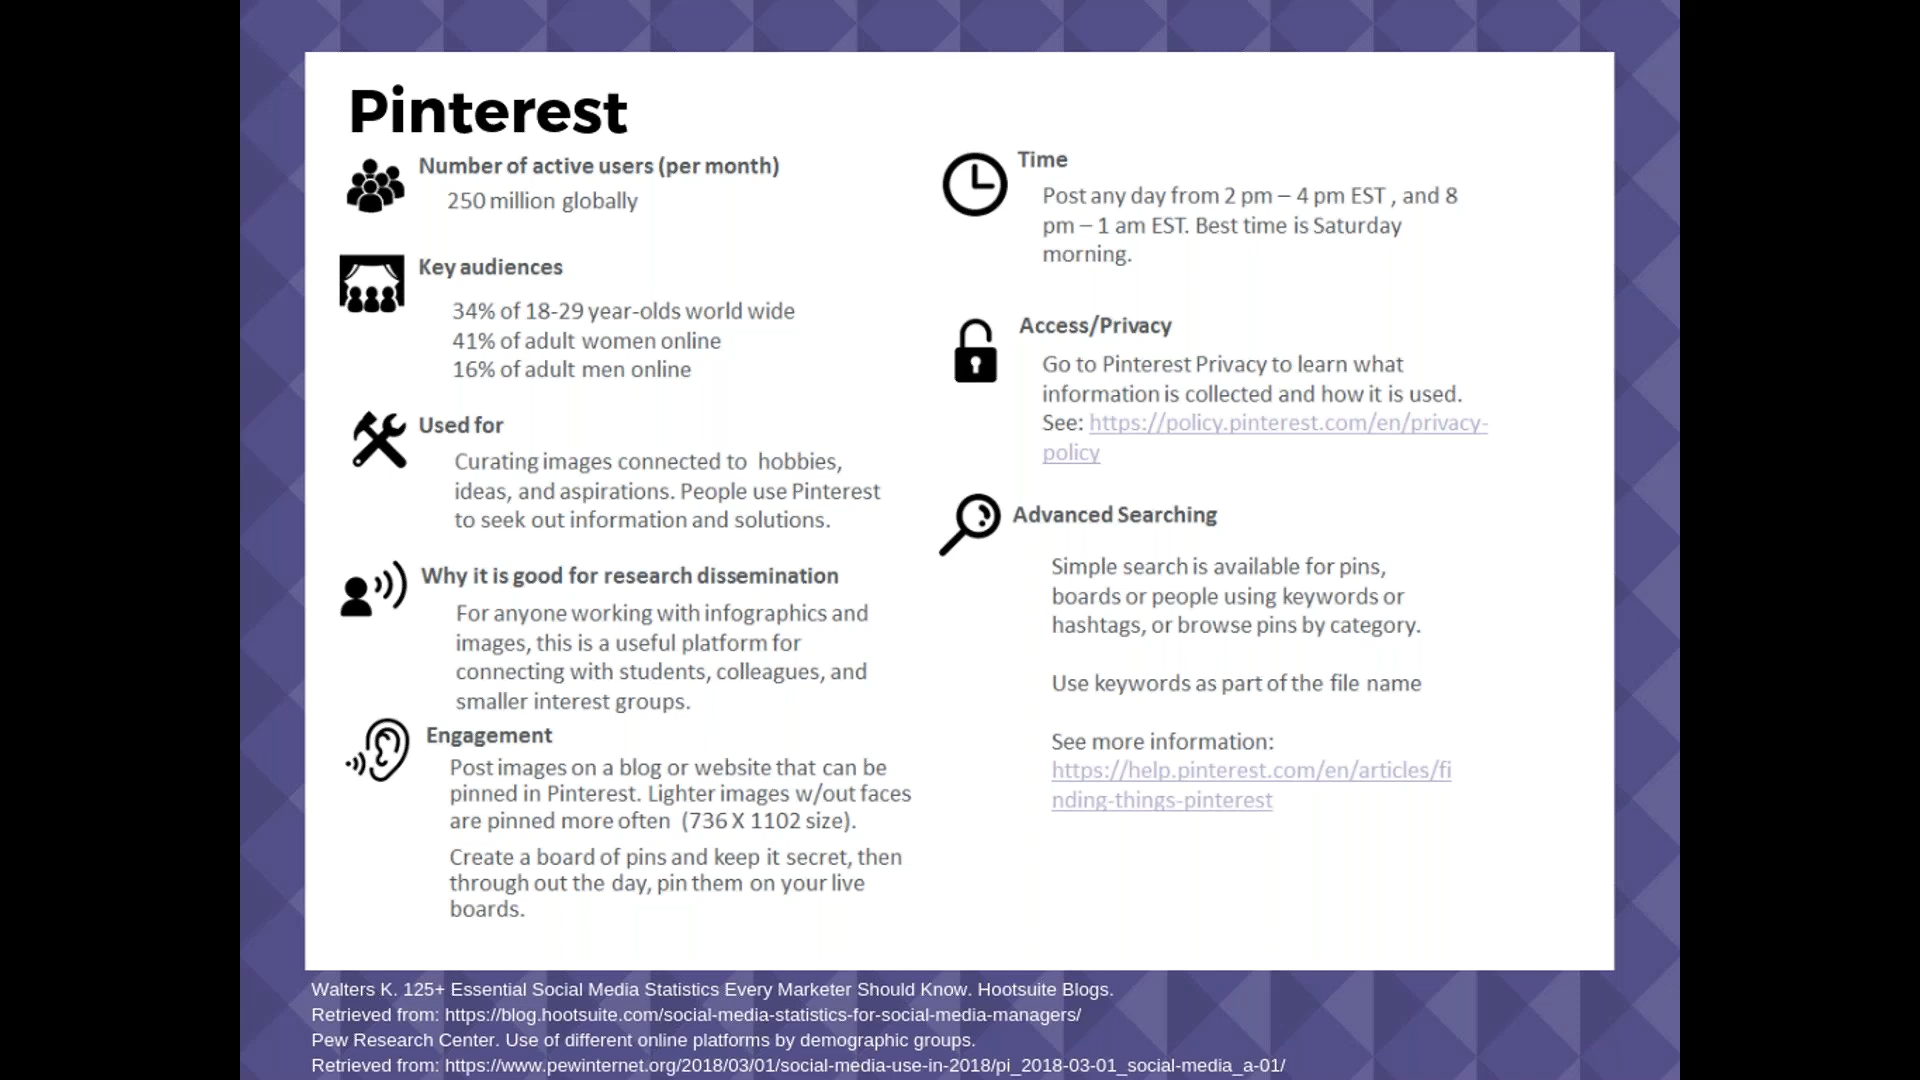 Pinterest
Number of active users (per month)
250 million globally
Key audiences
34% of 18-29 year-olds world wide
41% of adult women online
16% of adult men online
Used for
Curating images connected to hobbies,
ideas, and aspirations. People use Pinterest
to seek out information and solutions.
Why it is good for research dissemination
For anyone working with infographics and
images, this is a useful platform for
connecting with students, colleagues, and
smaller interest groups.
Engagement
Post images on a blog or website that can be
pinned in Pinterest. Lighter images w/out faces
are pinned more often (736 X 1102 size).
Create a board of pins and keep it secret, then
through out the day, pin them on your live
boards.
Time
Post any day from 2 pm – 4 pm EST , and 8
pm – 1 am EST. Best time is Saturday
morning.
Access/Privacy
Go to Pinterest Privacy to learn what
information is collected and how it is used.
See: https://policy.pinterest.com/en/privacy-
policy
Advanced Searching
Simple search is available for pins,
boards or people using keywords or
hashtags, or browse pins by category.
Use keywords as part of the file name
See more information:
https://help.pinterest.com/en/articles/fi
nding-things-pinterest
Walters K. 125+ Essential Social Media Statistics Every Marketer Should Know. Hootsuite Blogs.
Retrieved from: https://blog.hootsuite.com/social-media-statistics-for-social-media-managers/
Pew Research Center. Use of different online platforms by demographic groups.
Retrieved from: https://www.pewinternet.org/2018/03/01/social-media-use-in-2018/pi_2018-03-01_social-media_a-01/